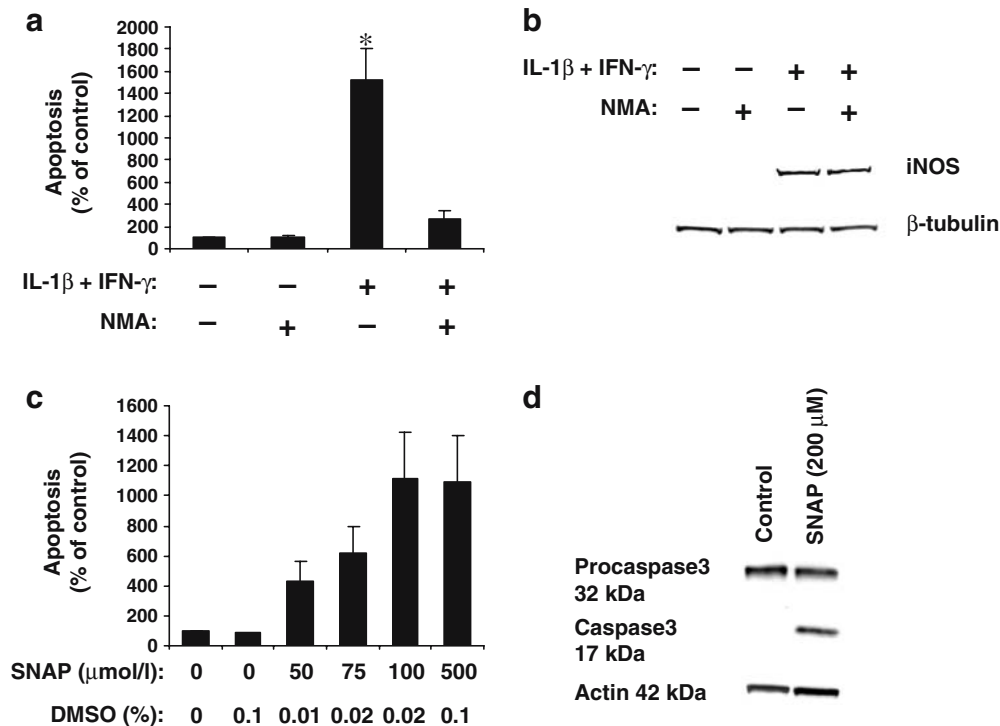 a
2000
1800
1600
1400
1200
1000
800
600
400
200
0
Apoptosis
(% of control)
*
IL-1β + IFN-γ: – – + +
NMA: – + – +
b
IL-1β + IFN-γ: – – + +
NMA: – + – +
iNOS
β-tubulin
c
1600
1400
1200
1000
800
600
400
200
0
Apoptosis
(% of control)
SNAP (μmol/l): 0 0 50 75 100 500
DMSO (%): 0 0.1 0.01 0.02 0.02 0.1
d
Control
SNAP (200 μM)
Procaspase3
32 kDa
Caspase3
17 kDa
Actin 42 kDa